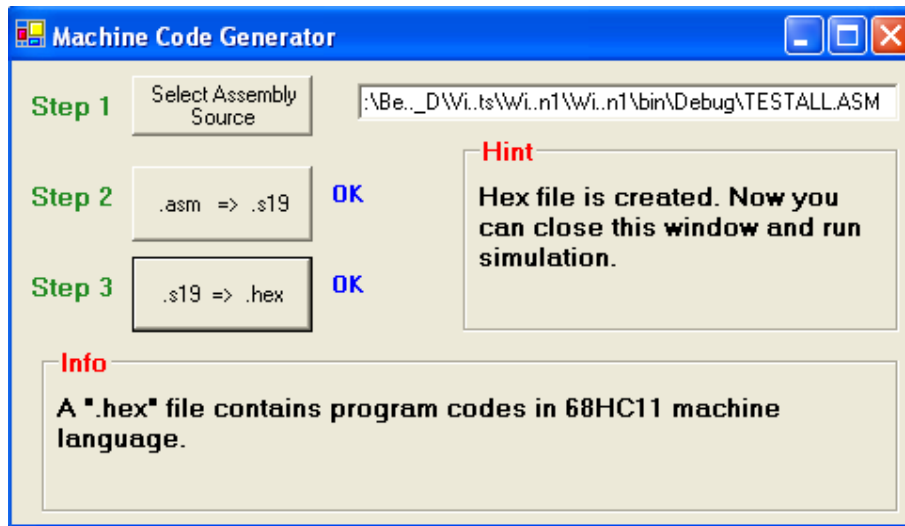 Machine Code Generator
Step 1
Select Assembly
Source
:\Be.._D\Vi..ts\Wi..n1\Wi..n1\bin\Debug\TESTALL.ASM
Step 2
.asm => .s19
OK
Hint
Hex file is created. Now you
can close this window and run
simulation.
Step 3
.s19 => .hex
OK
Info
A ".hex" file contains program codes in 68HC11 machine
language.